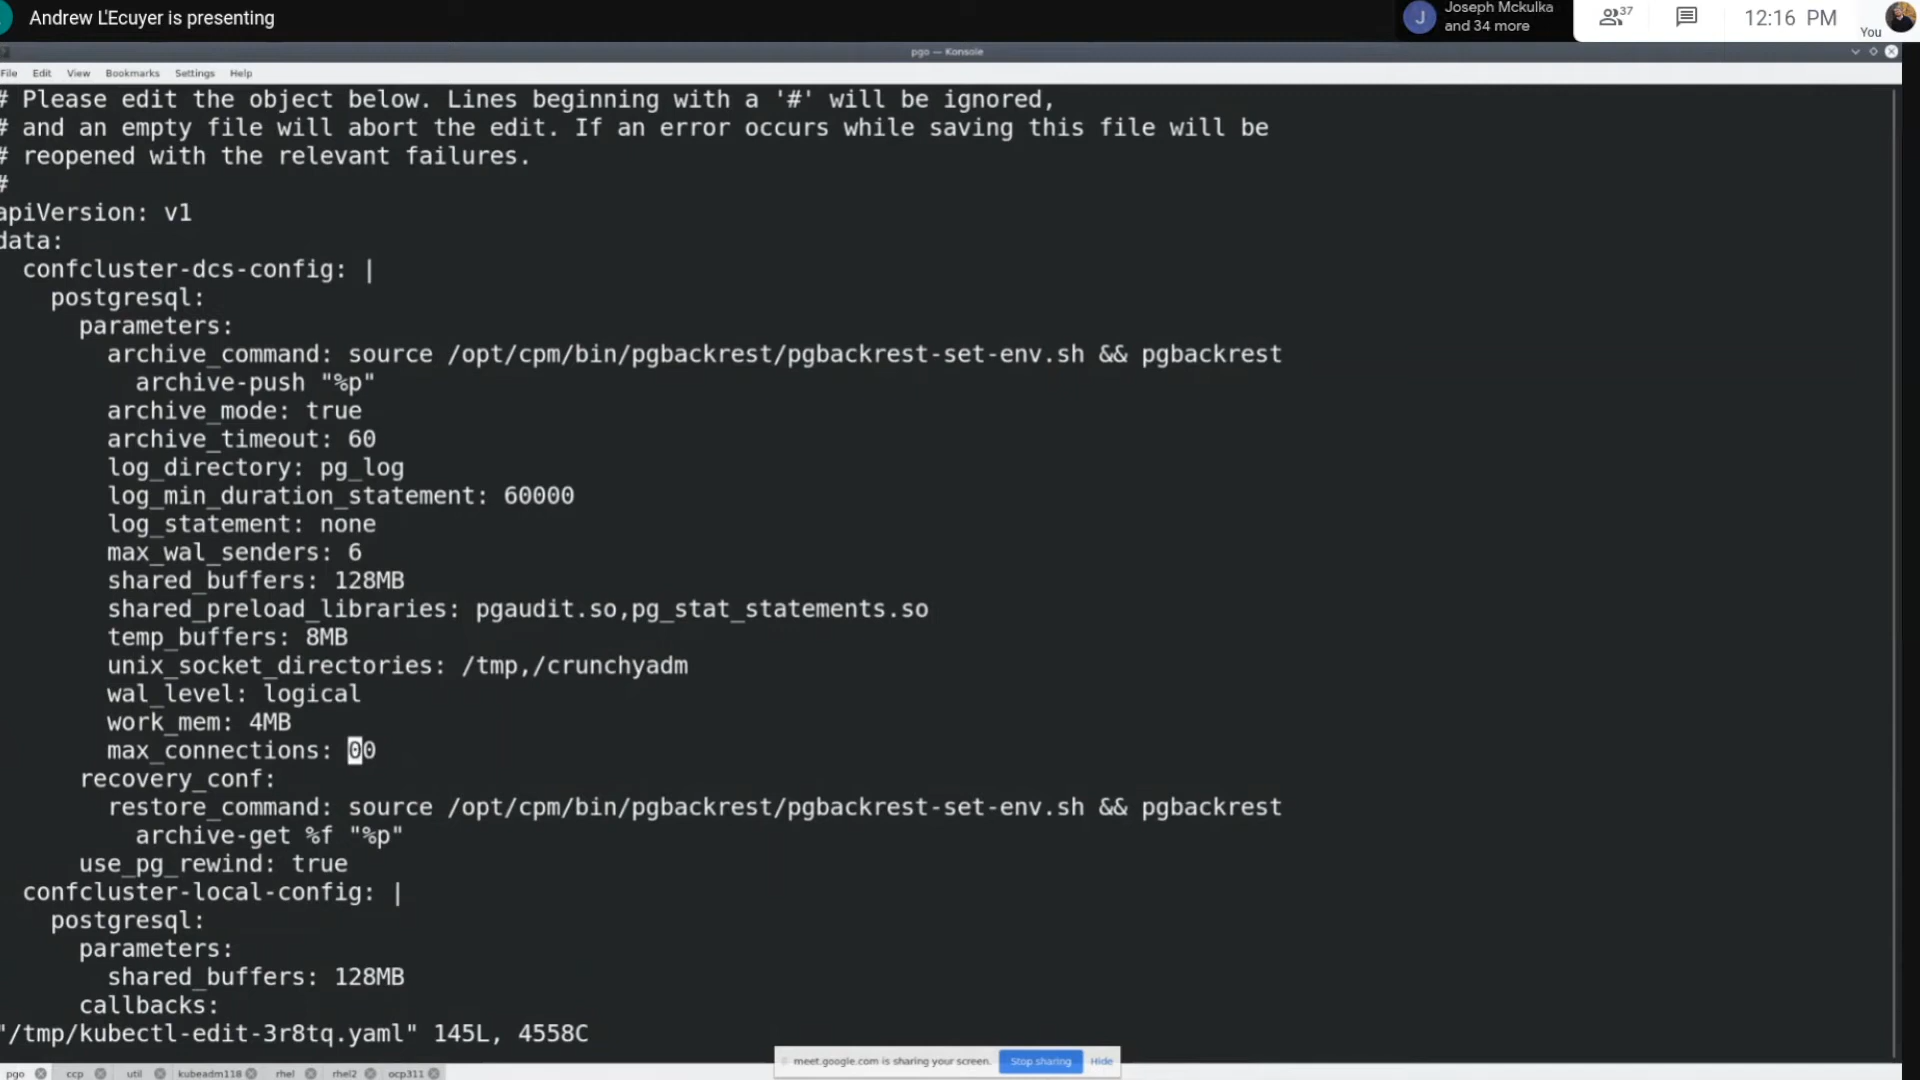 Andrew L'Ecuyer is presenting
J
Joseph Mckulka
and 34 more
37
12:16 PM
You
pgo — Konsole
File Edit View Bookmarks Settings Help
# Please edit the object below. Lines beginning with a '#' will be ignored,
# and an empty file will abort the edit. If an error occurs while saving this file will be
# reopened with the relevant failures.
#
apiVersion: v1
data:
  confcluster-dcs-config: |
    postgresql:
      parameters:
        archive_command: source /opt/cpm/bin/pgbackrest/pgbackrest-set-env.sh && pgbackrest
          archive-push "%p"
        archive_mode: true
        archive_timeout: 60
        log_directory: pg_log
        log_min_duration_statement: 60000
        log_statement: none
        max_wal_senders: 6
        shared_buffers: 128MB
        shared_preload_libraries: pgaudit.so,pg_stat_statements.so
        temp_buffers: 8MB
        unix_socket_directories: /tmp,/crunchyadm
        wal_level: logical
        work_mem: 4MB
        max_connections: 00
      recovery_conf:
        restore_command: source /opt/cpm/bin/pgbackrest/pgbackrest-set-env.sh && pgbackrest
          archive-get %f "%p"
      use_pg_rewind: true
  confcluster-local-config: |
    postgresql:
      parameters:
        shared_buffers: 128MB
      callbacks:
"/tmp/kubectl-edit-3r8tq.yaml" 145L, 4558C
meet.google.com is sharing your screen. Stop sharing Hide
pgo ccp util kubeadm118 rhel rhel2 ocp311